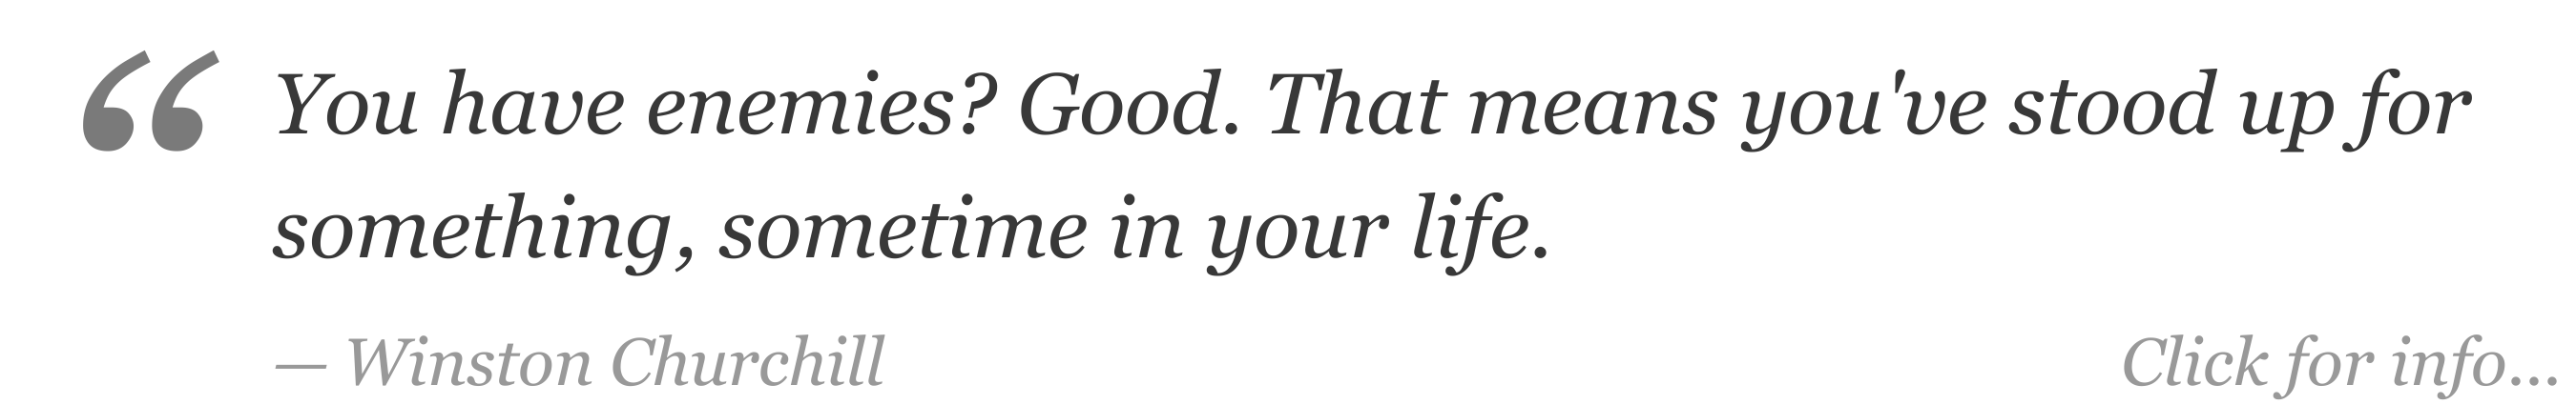 “ You have enemies? Good. That means you've stood up for
something, sometime in your life.
— Winston Churchill
Click for info...